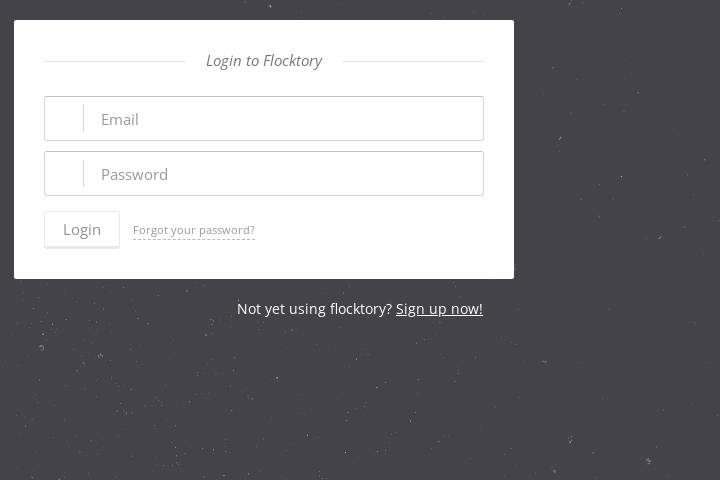 Login to Flocktory
Email
Password
Login
Forgot your password?
Not yet using flocktory? Sign up now!